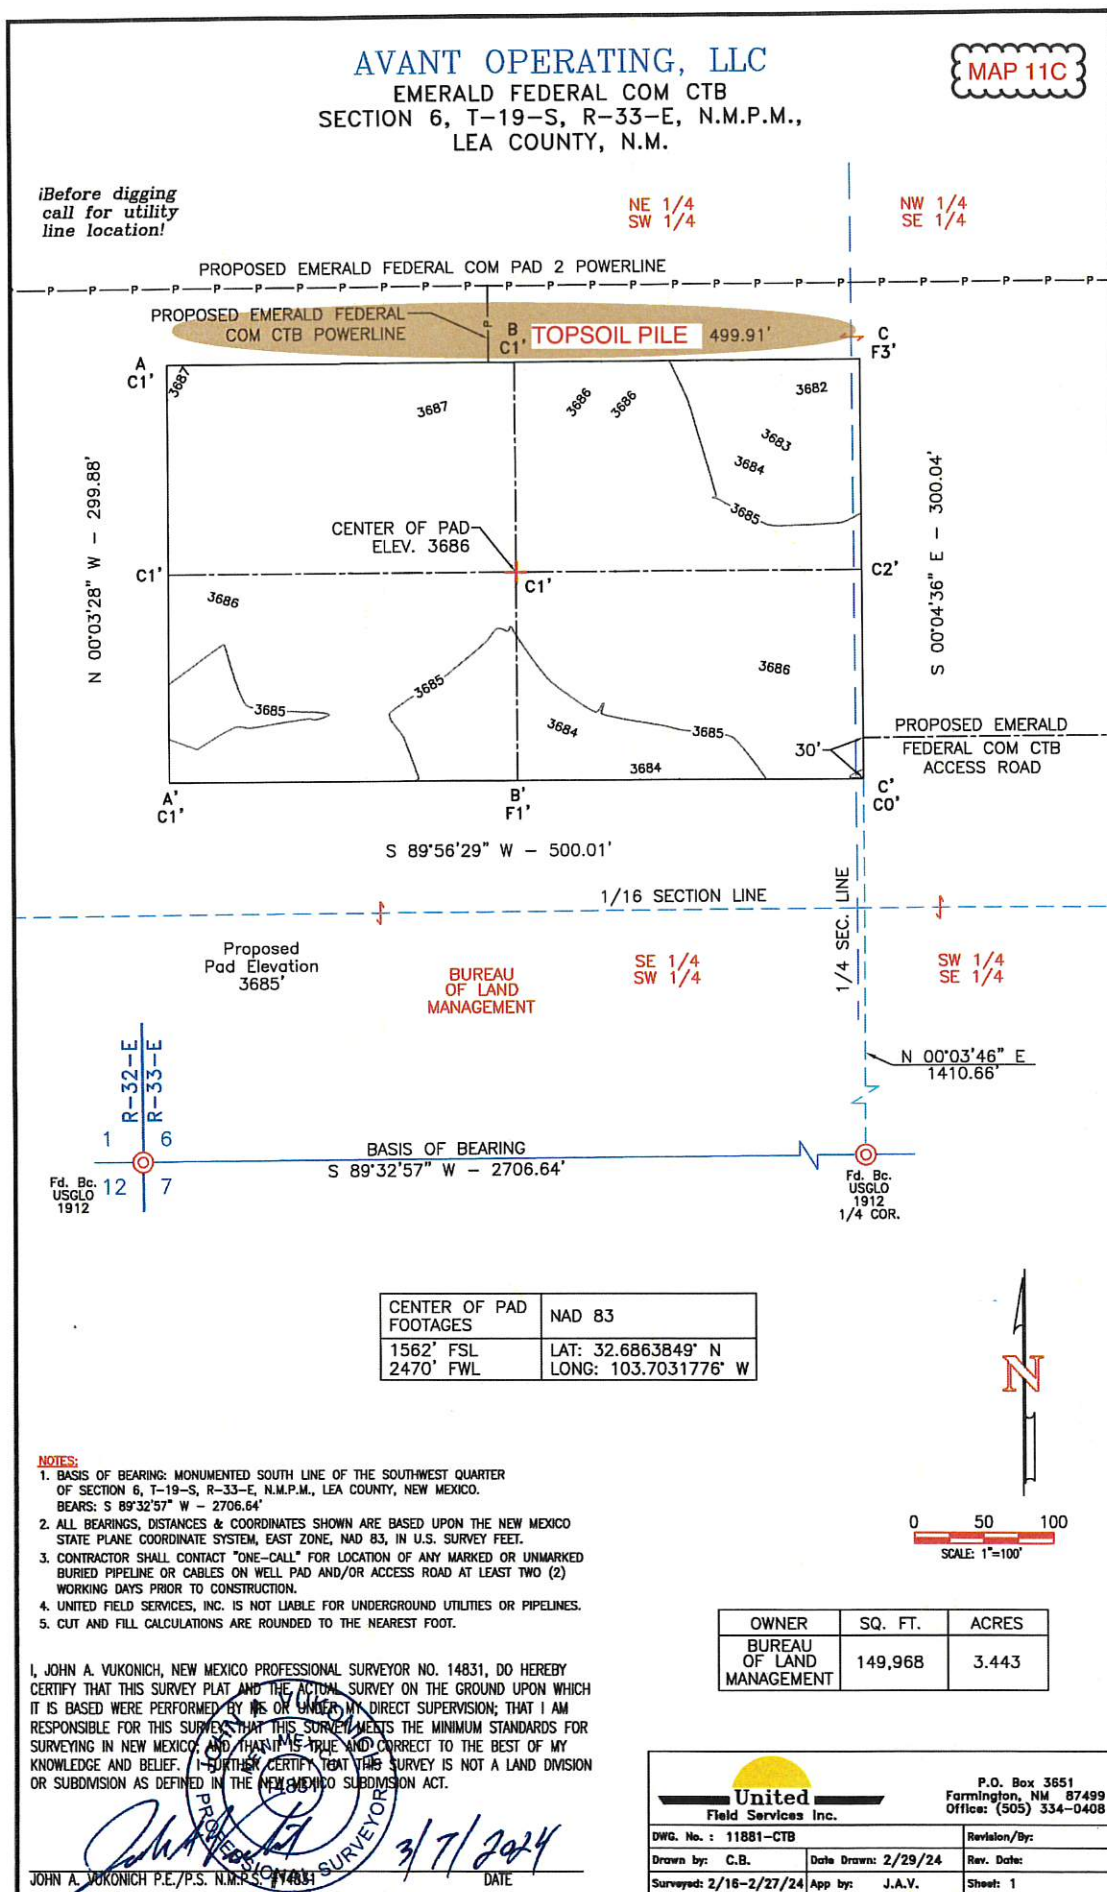 AVANT OPERATING, LLC
MAP 11C
EMERALD FEDERAL COM CTB
SECTION 6, T-19-S, R-33-E, N.M.P.M.,
LEA COUNTY, N.M.
¡Before digging
call for utility
line location!
NE 1/4
SW 1/4
NW 1/4
SE 1/4
PROPOSED EMERALD FEDERAL COM PAD 2 POWERLINE
P P P P P P P P P P P P P P P P P P P P P P P P P
PROPOSED EMERALD FEDERAL
COM CTB POWERLINE
P
B
C1'
TOPSOIL PILE
499.91'
C
F3'
A
C1'
3687
3687
3686
3686
3682
3683
3684
3685
N 00°03'28" W - 299.88'
S 00°04'36" E - 300.04'
CENTER OF PAD
ELEV. 3686
C1'
C1'
C2'
3686
3685
3685
3684
3685
3686
3684
30'
PROPOSED EMERALD
FEDERAL COM CTB
ACCESS ROAD
A'
C1'
B'
F1'
C'
C0'
S 89°56'29" W - 500.01'
1/16 SECTION LINE
1/4 SEC. LINE
Proposed
Pad Elevation
3685'
BUREAU
OF LAND
MANAGEMENT
SE 1/4
SW 1/4
SW 1/4
SE 1/4
N 00°03'46" E
1410.66'
R-32-E
R-33-E
1 6
12 7
Fd. Bc.
USGLO
1912
BASIS OF BEARING
S 89°32'57" W - 2706.64'
Fd. Bc.
USGLO
1912
1/4 COR.
CENTER OF PAD
FOOTAGES
NAD 83
1562' FSL
2470' FWL
LAT: 32.6863849° N
LONG: 103.7031776° W
N
NOTES:
1. BASIS OF BEARING: MONUMENTED SOUTH LINE OF THE SOUTHWEST QUARTER
OF SECTION 6, T-19-S, R-33-E, N.M.P.M., LEA COUNTY, NEW MEXICO.
BEARS: S 89°32'57" W - 2706.64'
2. ALL BEARINGS, DISTANCES & COORDINATES SHOWN ARE BASED UPON THE NEW MEXICO
STATE PLANE COORDINATE SYSTEM, EAST ZONE, NAD 83, IN U.S. SURVEY FEET.
3. CONTRACTOR SHALL CONTACT "ONE-CALL" FOR LOCATION OF ANY MARKED OR UNMARKED
BURIED PIPELINE OR CABLES ON WELL PAD AND/OR ACCESS ROAD AT LEAST TWO (2)
WORKING DAYS PRIOR TO CONSTRUCTION.
4. UNITED FIELD SERVICES, INC. IS NOT LIABLE FOR UNDERGROUND UTILITIES OR PIPELINES.
5. CUT AND FILL CALCULATIONS ARE ROUNDED TO THE NEAREST FOOT.
0 50 100
SCALE: 1"=100'
OWNER SQ. FT. ACRES
BUREAU
OF LAND
MANAGEMENT
149,968 3.443
I, JOHN A. VUKONICH, NEW MEXICO PROFESSIONAL SURVEYOR NO. 14831, DO HEREBY
CERTIFY THAT THIS SURVEY PLAT AND THE ACTUAL SURVEY ON THE GROUND UPON WHICH
IT IS BASED WERE PERFORMED BY ME OR UNDER MY DIRECT SUPERVISION; THAT I AM
RESPONSIBLE FOR THIS SURVEY; THAT THIS SURVEY MEETS THE MINIMUM STANDARDS FOR
SURVEYING IN NEW MEXICO; AND THAT IT IS TRUE AND CORRECT TO THE BEST OF MY
KNOWLEDGE AND BELIEF. I FURTHER CERTIFY THAT THIS SURVEY IS NOT A LAND DIVISION
OR SUBDIVISION AS DEFINED IN THE NEW MEXICO SUBDIVISION ACT.
JOHN A. VUKONICH
NEW MEXICO
14831
PROFESSIONAL SURVEYOR
3/7/2024
JOHN A. VUKONICH P.E./P.S. N.M.P.S. #14831 DATE
United
Field Services Inc.
P.O. Box 3651
Farmington, NM 87499
Office: (505) 334-0408
DWG. No. : 11881-CTB Revision/By:
Drawn by: C.B. Date Drawn: 2/29/24 Rev. Date:
Surveyed: 2/16-2/27/24 App by: J.A.V. Sheet: 1